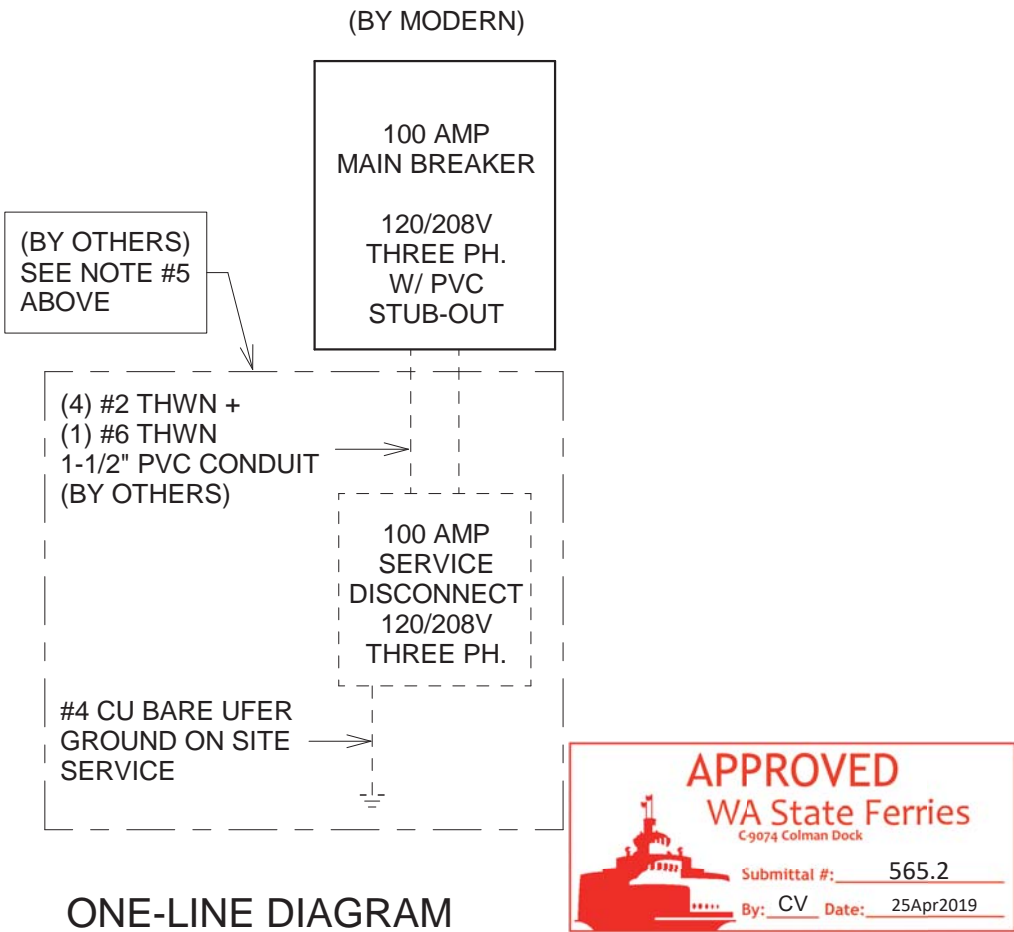 (BY MODERN)
100 AMP
MAIN BREAKER
120/208V
THREE PH.
W/ PVC
STUB-OUT
(BY OTHERS)
SEE NOTE #5
ABOVE
(4) #2 THWN +
(1) #6 THWN
1-1/2" PVC CONDUIT
(BY OTHERS)
100 AMP
SERVICE
DISCONNECT
120/208V
THREE PH.
#4 CU BARE UFER
GROUND ON SITE
SERVICE
ONE-LINE DIAGRAM
APPROVED
WA State Ferries
C-9074 Colman Dock
Submittal #: 565.2
By: CV Date: 25Apr2019